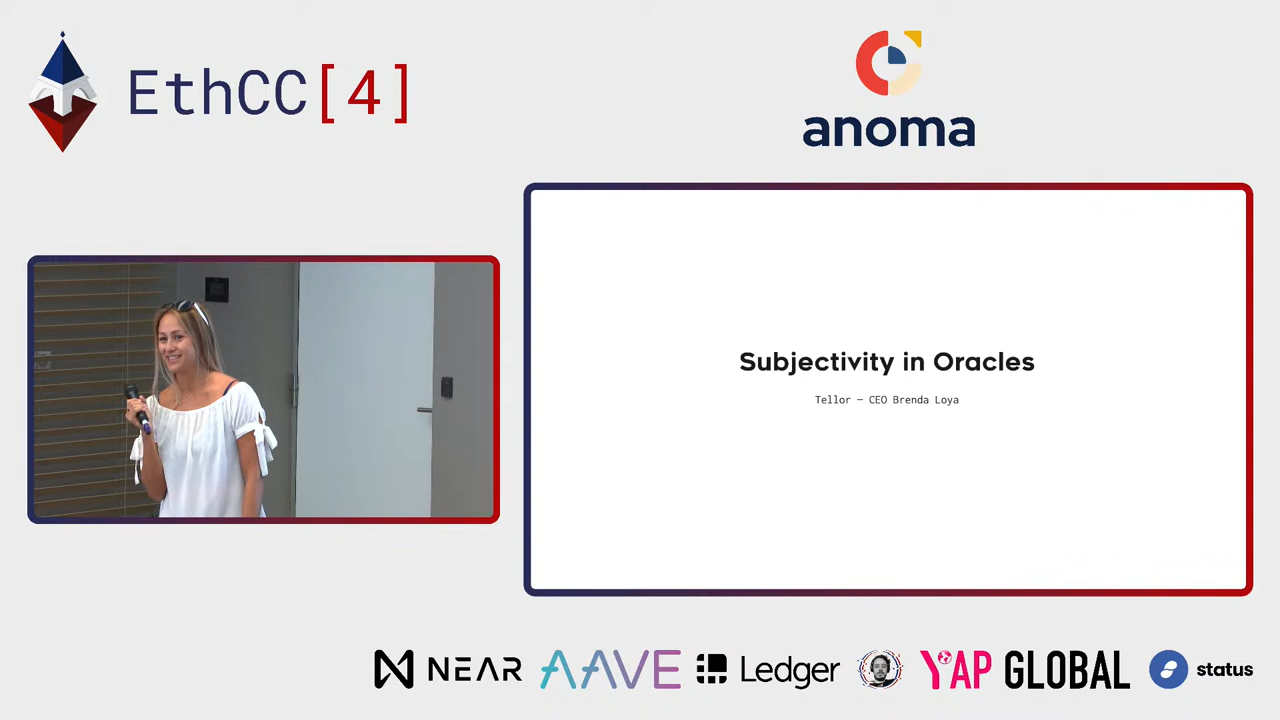 EthCC[4]
anoma
Subjectivity in Oracles
Tellor – CEO Brenda Loya
NEAR
AAVE
Ledger
YAP GLOBAL
status